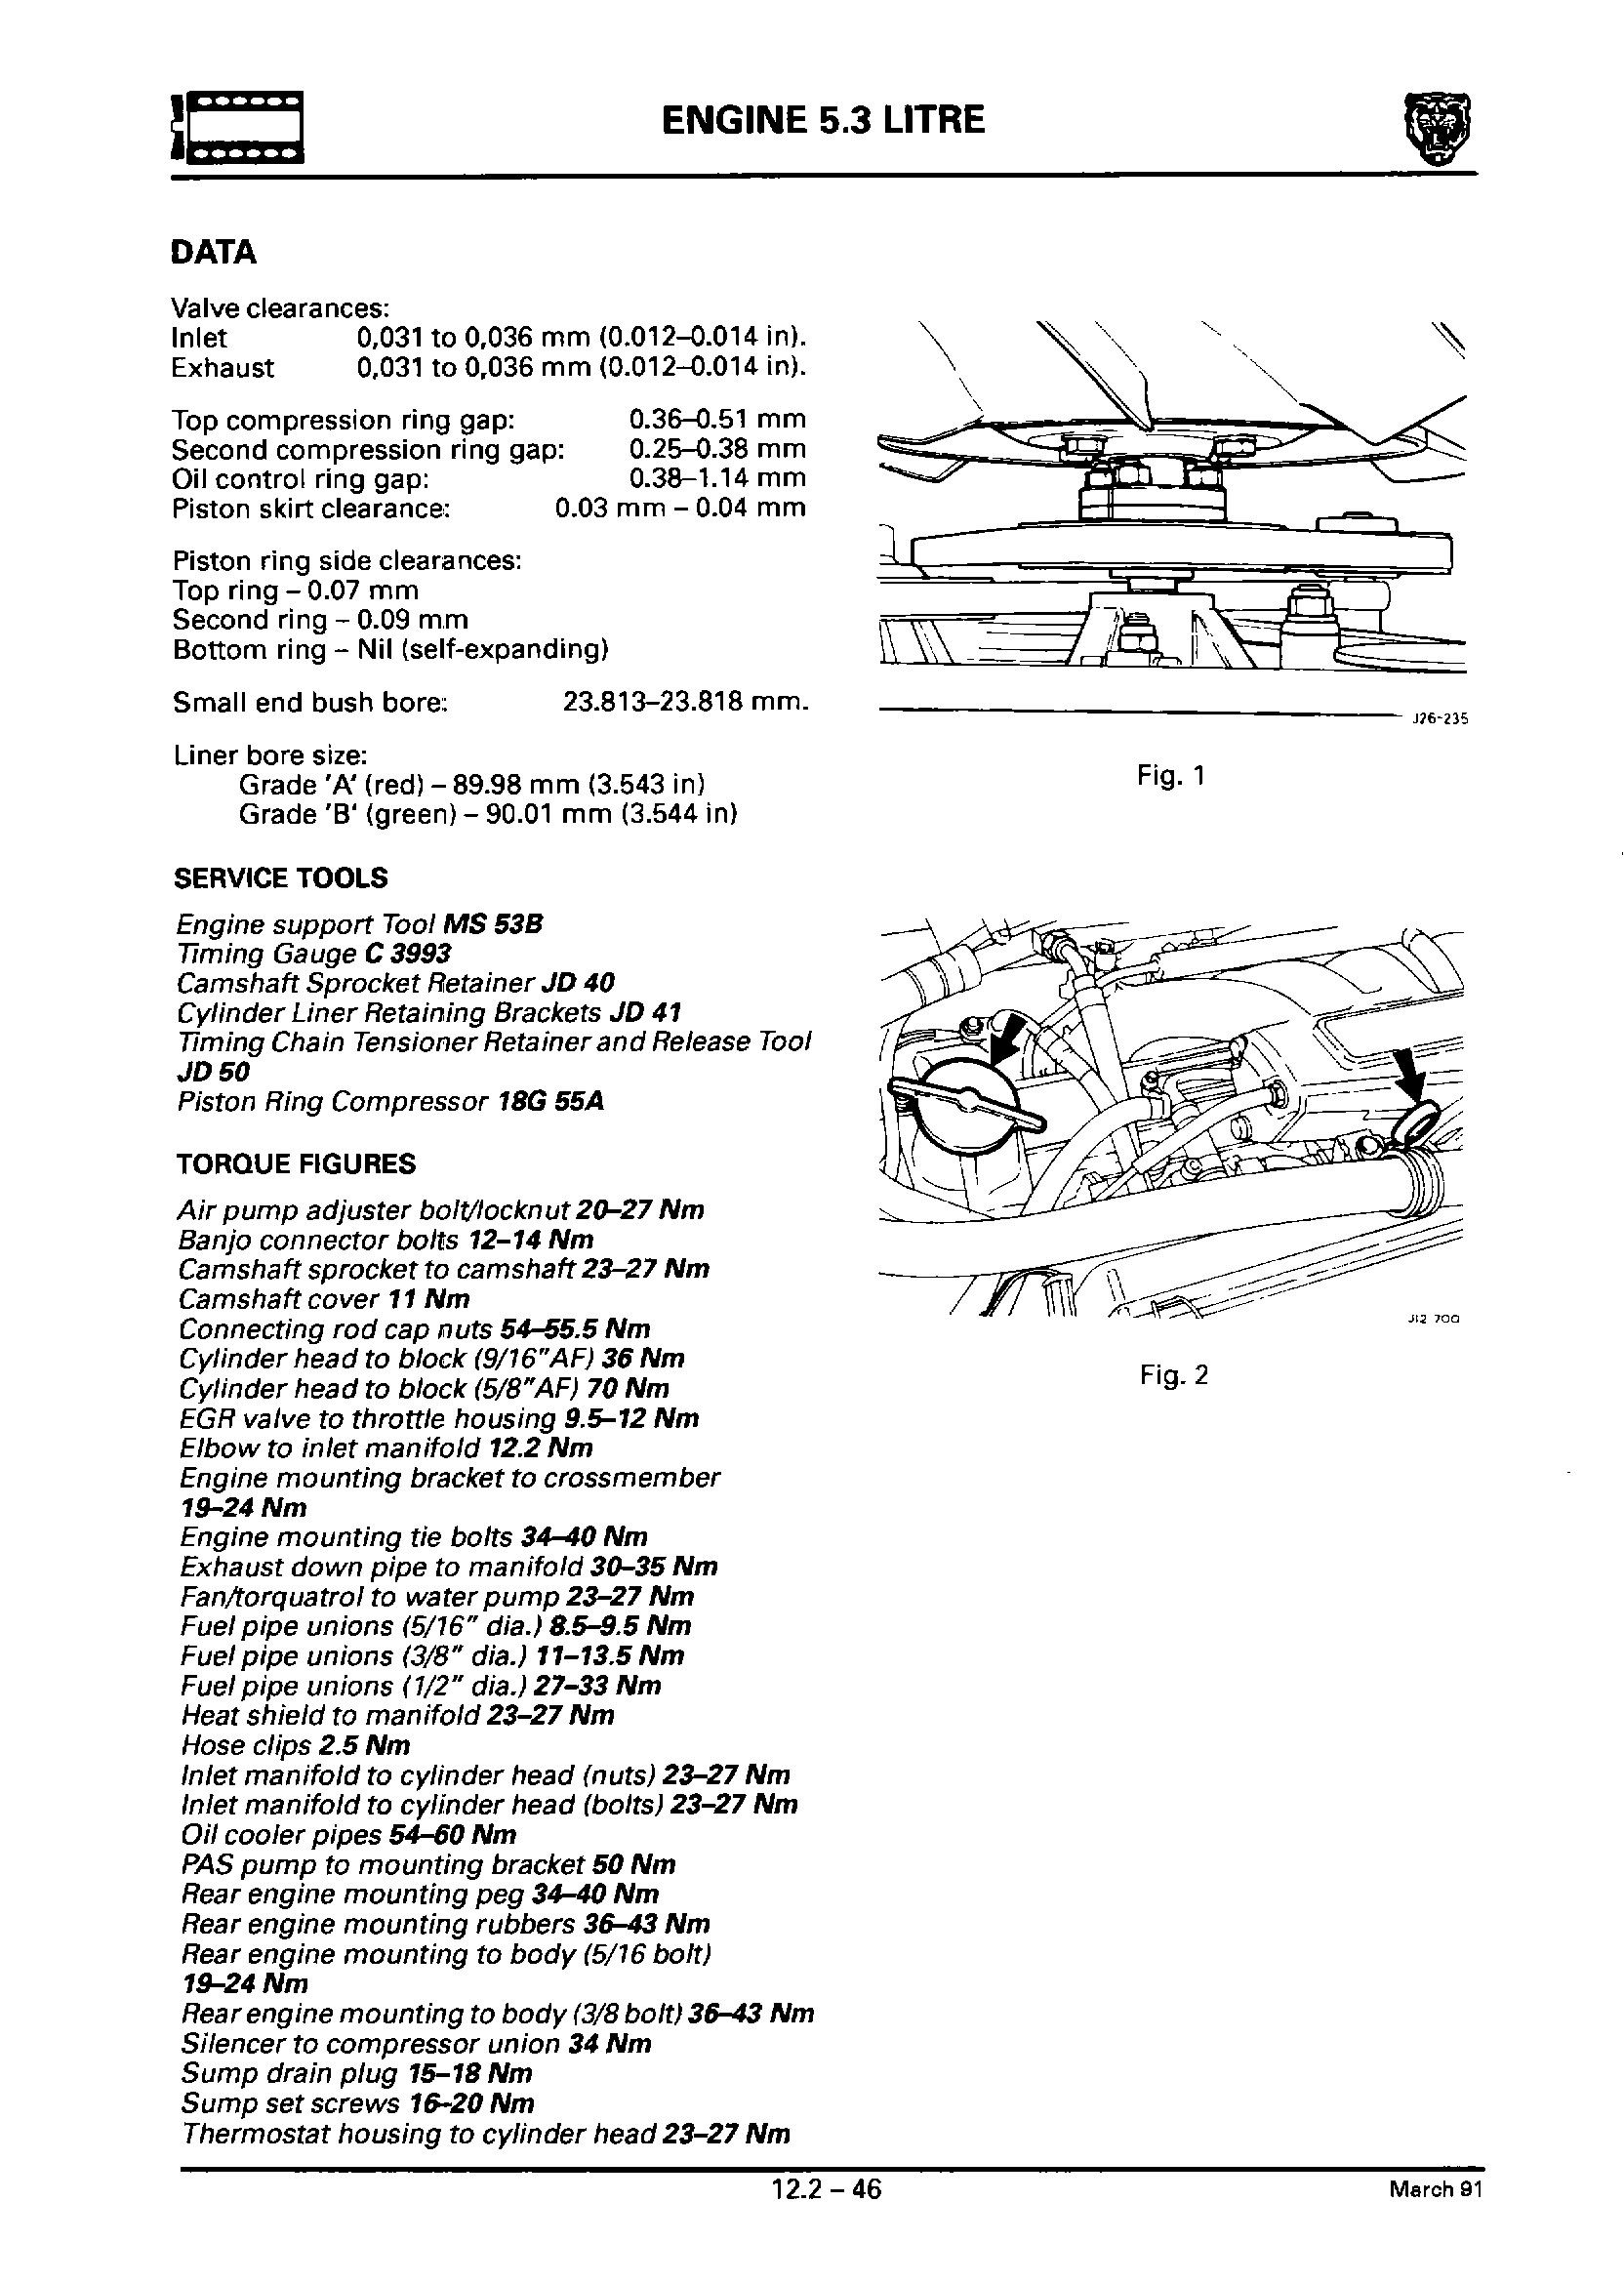 ENGINE 5.3 LITRE
DATA
Valve clearances:
Inlet 0,031 to 0,036 mm (0.012–0.014 in).
Exhaust 0,031 to 0,036 mm (0.012–0.014 in).
Top compression ring gap: 0.36–0.51 mm
Second compression ring gap: 0.25–0.38 mm
Oil control ring gap: 0.38–1.14 mm
Piston skirt clearance: 0.03 mm – 0.04 mm
Piston ring side clearances:
Top ring – 0.07 mm
Second ring – 0.09 mm
Bottom ring – Nil (self-expanding)
Small end bush bore: 23.813–23.818 mm.
Liner bore size:
Grade 'A' (red) – 89.98 mm (3.543 in)
Grade 'B' (green) – 90.01 mm (3.544 in)
SERVICE TOOLS
Engine support Tool MS 53B
Timing Gauge C 3993
Camshaft Sprocket Retainer JD 40
Cylinder Liner Retaining Brackets JD 41
Timing Chain Tensioner Retainer and Release Tool
JD 50
Piston Ring Compressor 18G 55A
TORQUE FIGURES
Air pump adjuster bolt/locknut 20–27 Nm
Banjo connector bolts 12–14 Nm
Camshaft sprocket to camshaft 23–27 Nm
Camshaft cover 11 Nm
Connecting rod cap nuts 54–55.5 Nm
Cylinder head to block (9/16"AF) 36 Nm
Cylinder head to block (5/8"AF) 70 Nm
EGR valve to throttle housing 9.5–12 Nm
Elbow to inlet manifold 12.2 Nm
Engine mounting bracket to crossmember
19–24 Nm
Engine mounting tie bolts 34–40 Nm
Exhaust down pipe to manifold 30–35 Nm
Fan/torquatrol to water pump 23–27 Nm
Fuel pipe unions (5/16" dia.) 8.5–9.5 Nm
Fuel pipe unions (3/8" dia.) 11–13.5 Nm
Fuel pipe unions (1/2" dia.) 27–33 Nm
Heat shield to manifold 23–27 Nm
Hose clips 2.5 Nm
Inlet manifold to cylinder head (nuts) 23–27 Nm
Inlet manifold to cylinder head (bolts) 23–27 Nm
Oil cooler pipes 54–60 Nm
PAS pump to mounting bracket 50 Nm
Rear engine mounting peg 34–40 Nm
Rear engine mounting rubbers 36–43 Nm
Rear engine mounting to body (5/16 bolt)
19–24 Nm
Rear engine mounting to body (3/8 bolt) 36–43 Nm
Silencer to compressor union 34 Nm
Sump drain plug 15–18 Nm
Sump set screws 16–20 Nm
Thermostat housing to cylinder head 23–27 Nm
J26-235
Fig. 1
J12 700
Fig. 2
12.2 – 46
March 91